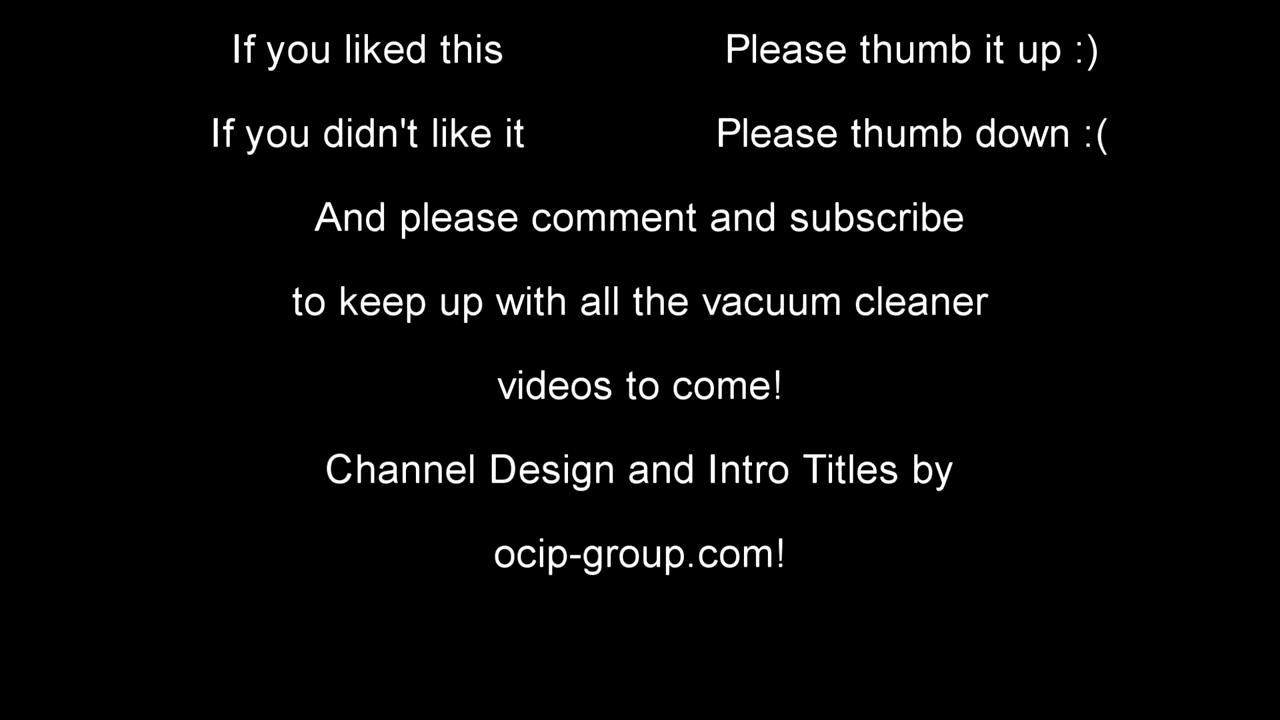 If you liked this Please thumb it up :)
If you didn't like it Please thumb down :(
And please comment and subscribe
to keep up with all the vacuum cleaner
videos to come!
Channel Design and Intro Titles by
ocip-group.com!